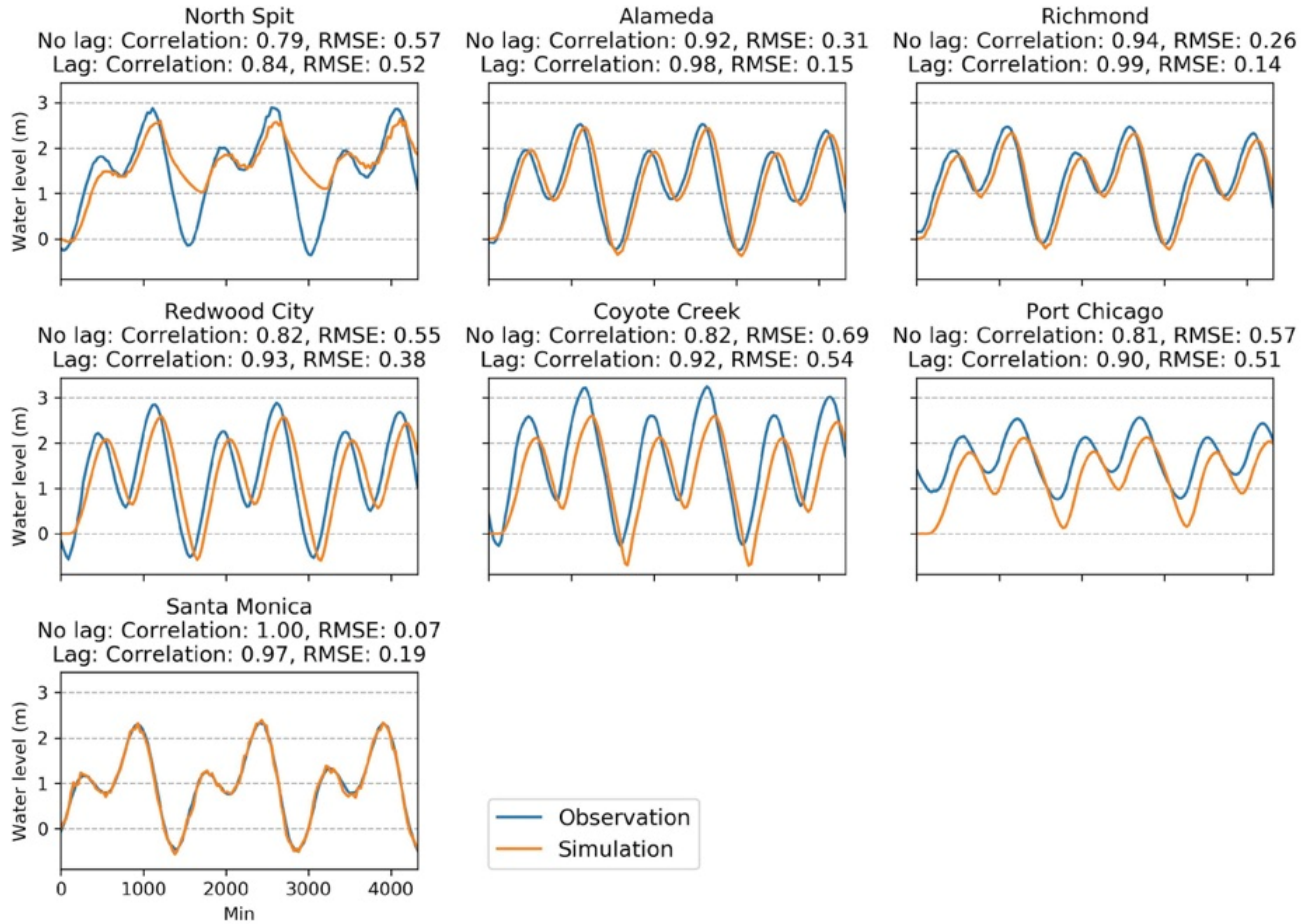 North Spit
No lag: Correlation: 0.79, RMSE: 0.57
Lag: Correlation: 0.84, RMSE: 0.52
Alameda
No lag: Correlation: 0.92, RMSE: 0.31
Lag: Correlation: 0.98, RMSE: 0.15
Richmond
No lag: Correlation: 0.94, RMSE: 0.26
Lag: Correlation: 0.99, RMSE: 0.14
Water level (m)
3
2
1
0
Redwood City
No lag: Correlation: 0.82, RMSE: 0.55
Lag: Correlation: 0.93, RMSE: 0.38
Coyote Creek
No lag: Correlation: 0.82, RMSE: 0.69
Lag: Correlation: 0.92, RMSE: 0.54
Port Chicago
No lag: Correlation: 0.81, RMSE: 0.57
Lag: Correlation: 0.90, RMSE: 0.51
Water level (m)
3
2
1
0
Santa Monica
No lag: Correlation: 1.00, RMSE: 0.07
Lag: Correlation: 0.97, RMSE: 0.19
Water level (m)
3
2
1
0
0 1000 2000 3000 4000
Min
Observation
Simulation